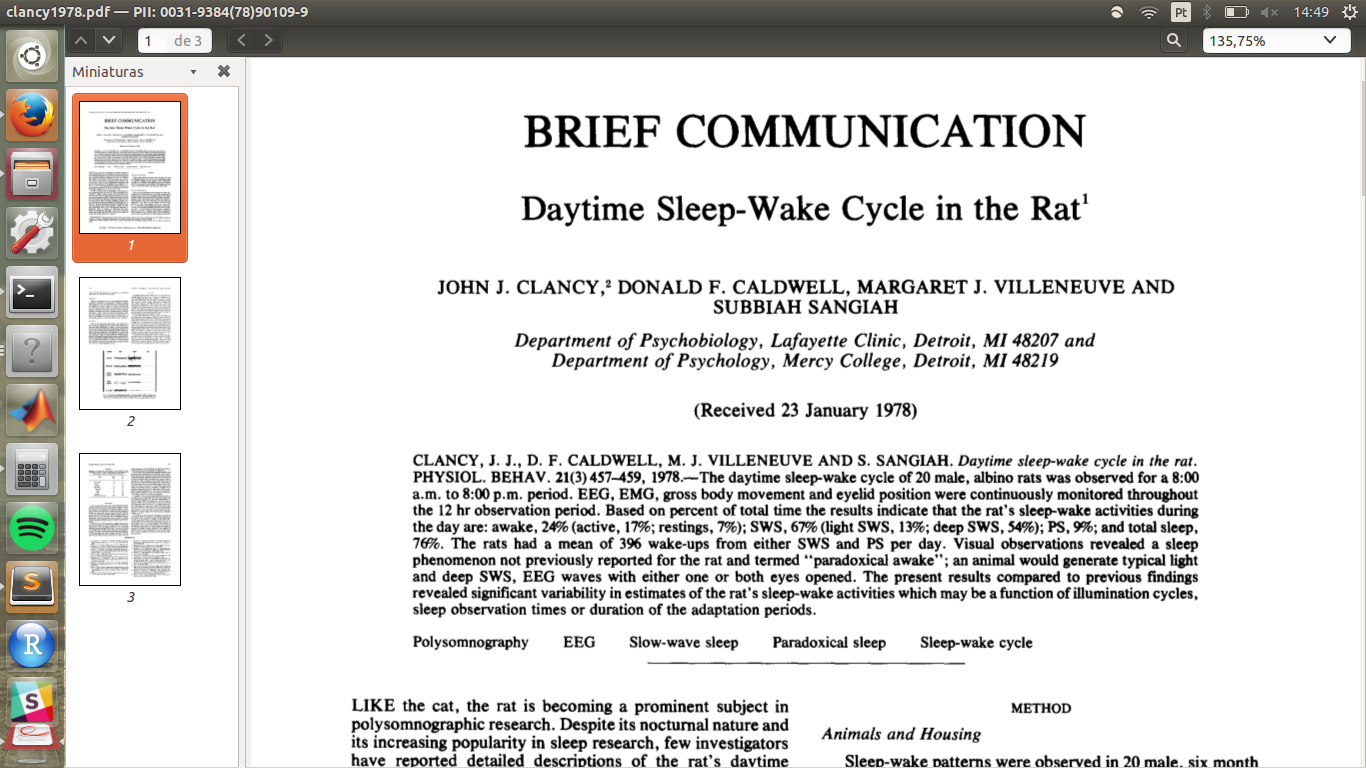 clancy1978.pdf — PII: 0031-9384(78)90109-9
Pt
14:49
1 de 3
135,75%
Miniaturas
1
2
3
BRIEF COMMUNICATION
Daytime Sleep-Wake Cycle in the Rat¹
JOHN J. CLANCY,² DONALD F. CALDWELL, MARGARET J. VILLENEUVE AND
SUBBIAH SANGIAH
Department of Psychobiology, Lafayette Clinic, Detroit, MI 48207 and
Department of Psychology, Mercy College, Detroit, MI 48219
(Received 23 January 1978)
CLANCY, J. J., D. F. CALDWELL, M. J. VILLENEUVE AND S. SANGIAH. Daytime sleep-wake cycle in the rat.
PHYSIOL. BEHAV. 21(3) 457–459, 1978.—The daytime sleep-wake cycle of 20 male, albino rats was observed for a 8:00
a.m. to 8:00 p.m. period. EEG, EMG, gross body movement and eyelid position were continuously monitored throughout
the 12 hr observation period. Based on percent of total time the results indicate that the rat's sleep-wake activities during
the day are: awake, 24% (active, 17%; restings, 7%); SWS, 67% (light SWS, 13%; deep SWS, 54%); PS, 9%; and total sleep,
76%. The rats had a mean of 396 wake-ups from either SWS and PS per day. Visual observations revealed a sleep
phenomenon not previously reported for the rat and termed "paradoxical awake"; an animal would generate typical light
and deep SWS, EEG waves with either one or both eyes opened. The present results compared to previous findings
revealed significant variability in estimates of the rat's sleep-wake activities which may be a function of illumination cycles,
sleep observation times or duration of the adaptation periods.
Polysomnography EEG Slow-wave sleep Paradoxical sleep Sleep-wake cycle
LIKE the cat, the rat is becoming a prominent subject in
polysomnographic research. Despite its nocturnal nature and
its increasing popularity in sleep research, few investigators
have reported detailed descriptions of the rat's daytime
METHOD
Animals and Housing
Sleep-wake patterns were observed in 20 male, six month